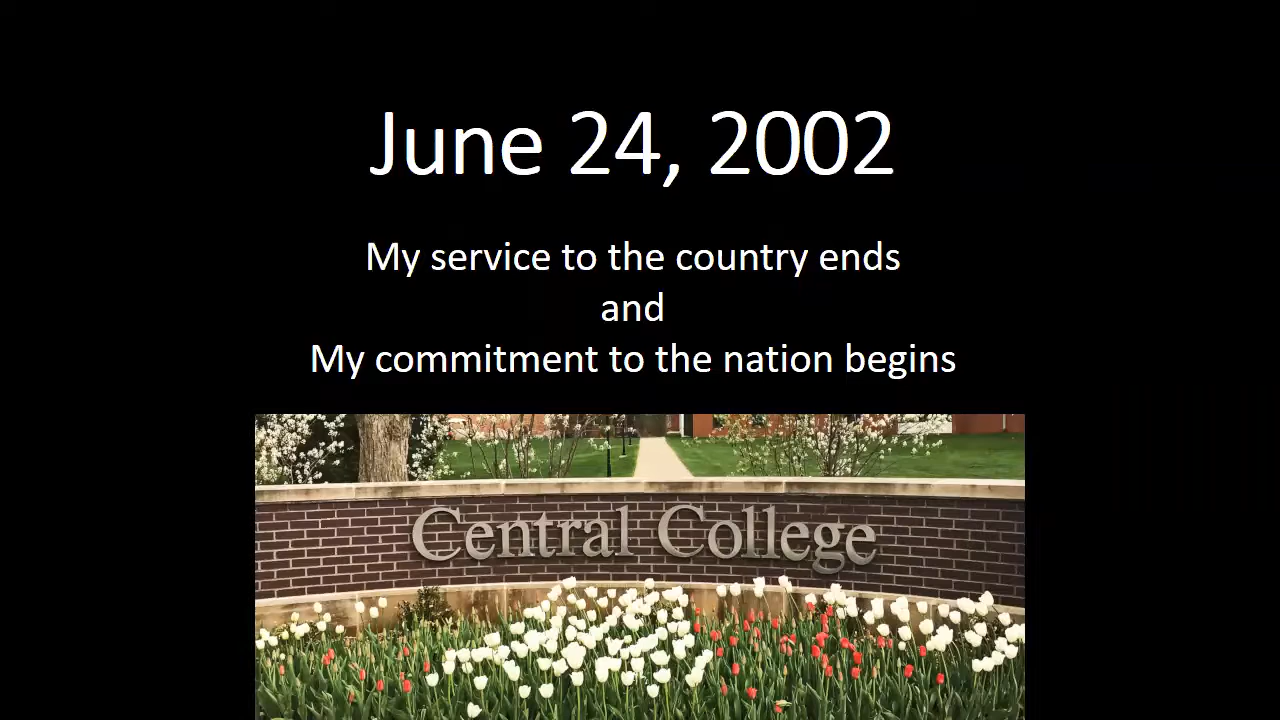 June 24, 2002
My service to the country ends
and
My commitment to the nation begins
Central College